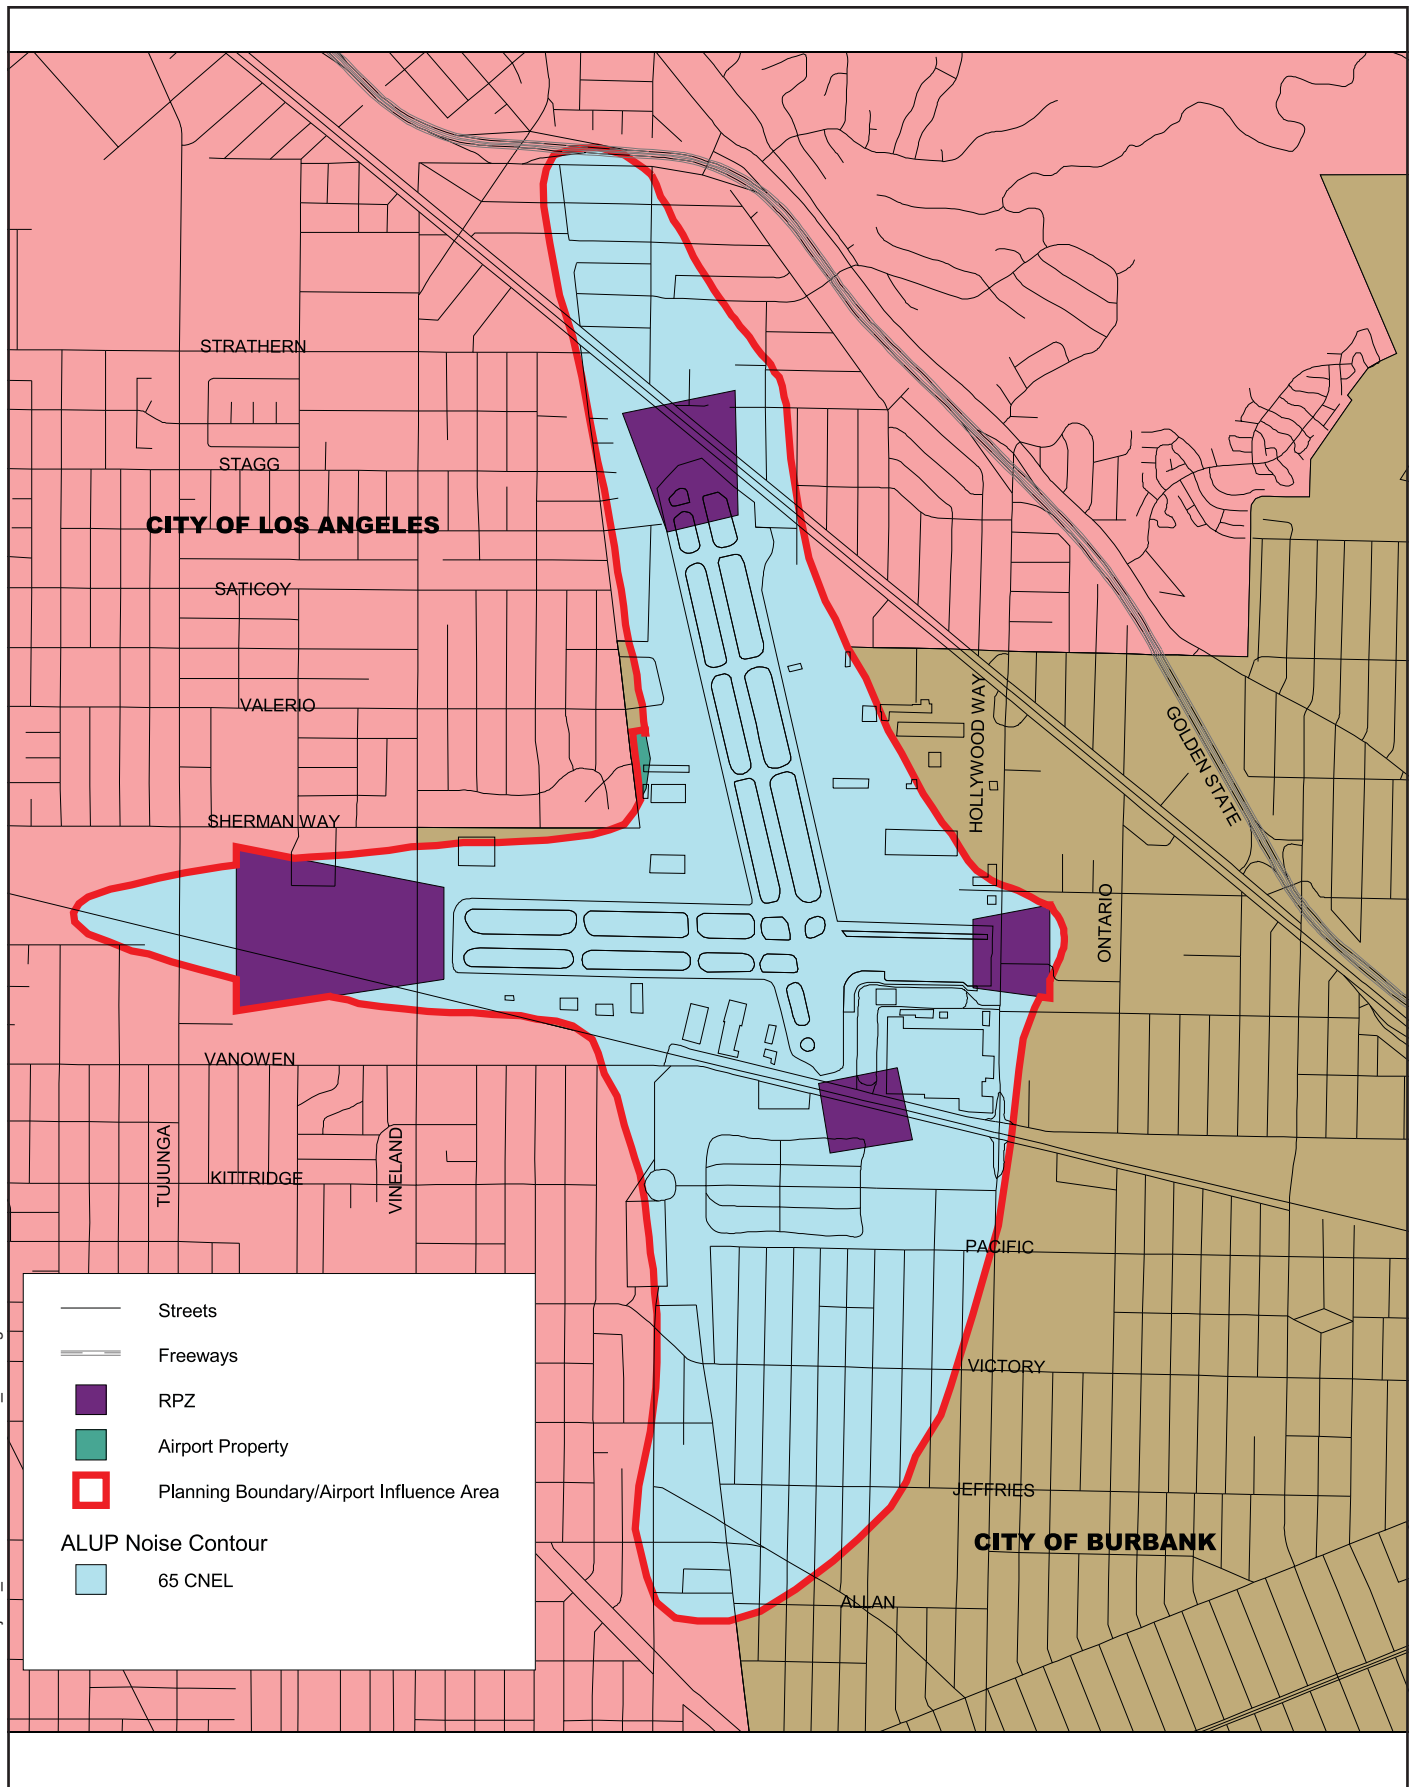 STRATHERN
STAGG
CITY OF LOS ANGELES
SATICOY
VALERIO
HOLLYWOOD WAY
GOLDEN STATE
SHERMAN WAY
ONTARIO
VANOWEN
TUJUNGA
VINELAND
KITTRIDGE
PACIFIC
VICTORY
JEFFRIES
CITY OF BURBANK
ALLAN
Streets
Freeways
RPZ
Airport Property
Planning Boundary/Airport Influence Area
ALUP Noise Contour
65 CNEL